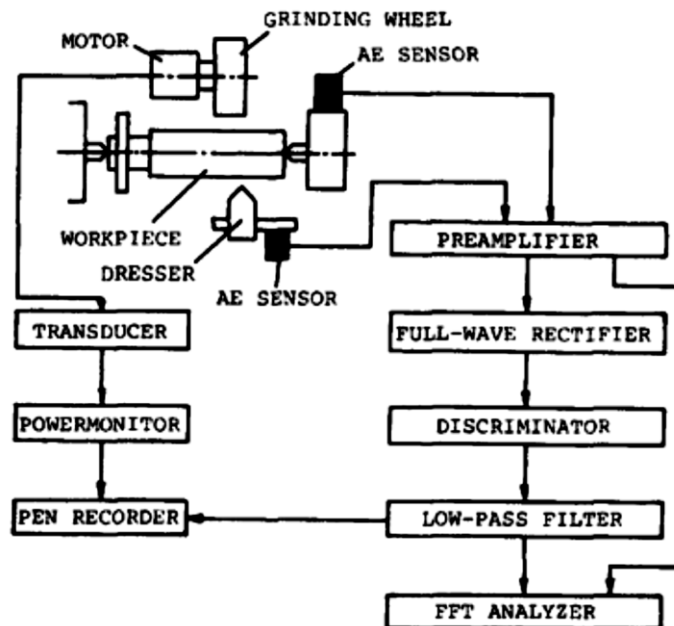 GRINDING WHEEL
MOTOR
AE SENSOR
WORKPIECE
DRESSER
AE SENSOR
PREAMPLIFIER
TRANSDUCER
FULL-WAVE RECTIFIER
POWERMONITOR
DISCRIMINATOR
PEN RECORDER
LOW-PASS FILTER
FFT ANALYZER